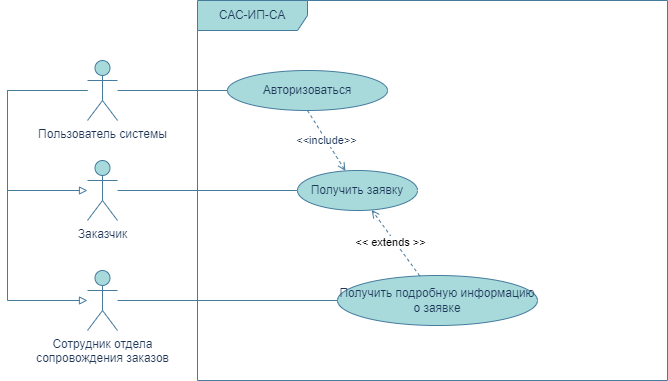 САС-ИП-СА
Авторизоваться
Пользователь системы
<<include>>
Получить заявку
Заказчик
<< extends >>
Получить подробную информацию
о заявке
Сотрудник отдела
сопровождения заказов